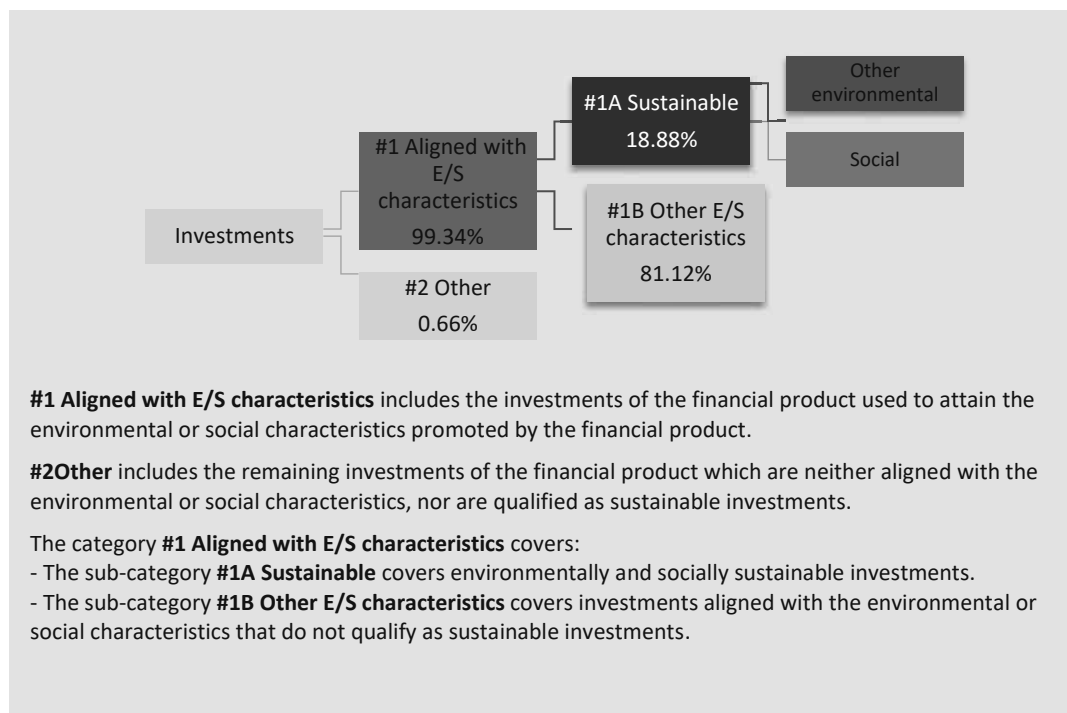 Investments
#1 Aligned with
E/S
characteristics
99.34%
#2 Other
0.66%
#1A Sustainable
18.88%
#1B Other E/S
characteristics
81.12%
Other
environmental
Social
#1 Aligned with E/S characteristics includes the investments of the financial product used to attain the
environmental or social characteristics promoted by the financial product.
#2Other includes the remaining investments of the financial product which are neither aligned with the
environmental or social characteristics, nor are qualified as sustainable investments.
The category #1 Aligned with E/S characteristics covers:
- The sub-category #1A Sustainable covers environmentally and socially sustainable investments.
- The sub-category #1B Other E/S characteristics covers investments aligned with the environmental or
social characteristics that do not qualify as sustainable investments.